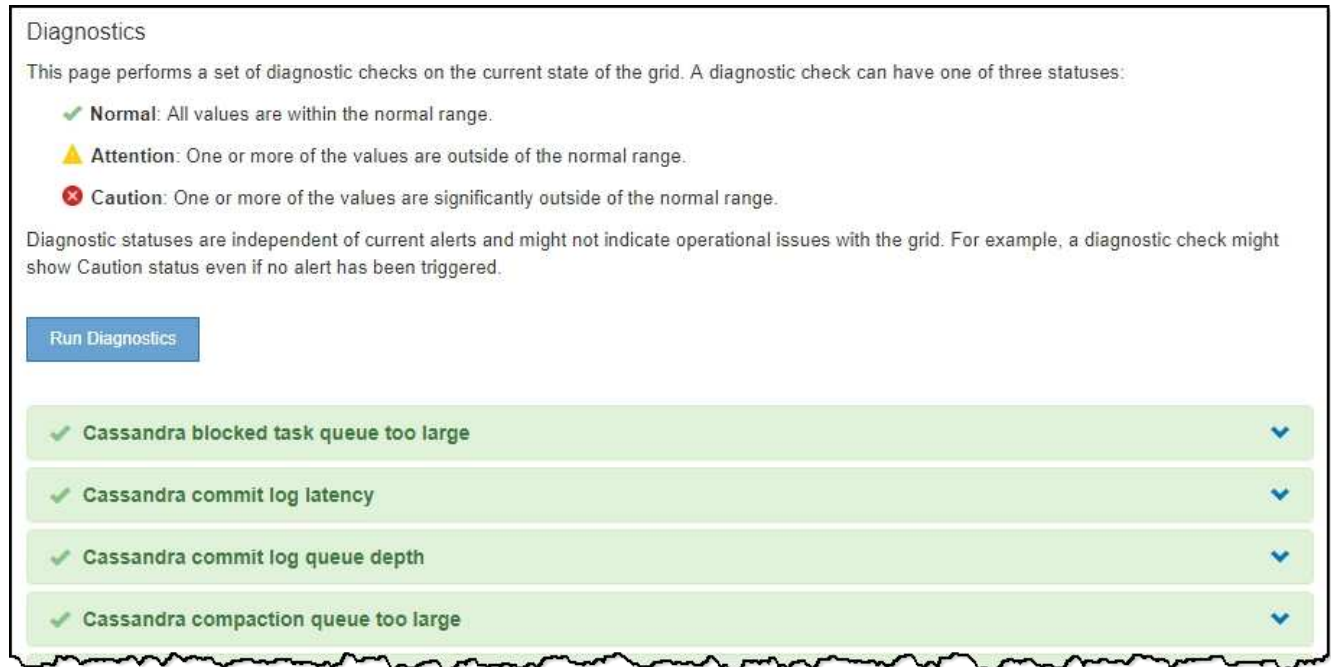 Diagnostics
This page performs a set of diagnostic checks on the current state of the grid. A diagnostic check can have one of three statuses:
Normal: All values are within the normal range.
Attention: One or more of the values are outside of the normal range.
Caution: One or more of the values are significantly outside of the normal range.
Diagnostic statuses are independent of current alerts and might not indicate operational issues with the grid. For example, a diagnostic check might
show Caution status even if no alert has been triggered.
Run Diagnostics
Cassandra blocked task queue too large
Cassandra commit log latency
Cassandra commit log queue depth
Cassandra compaction queue too large